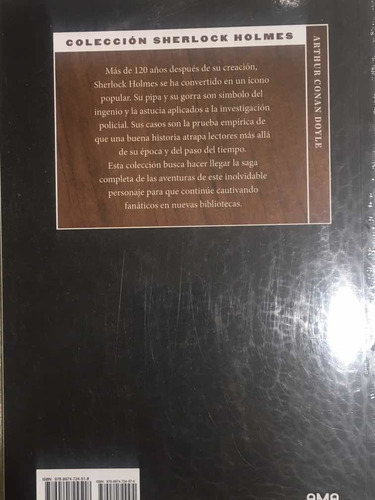 COLECCIÓN SHERLOCK HOLMES
ARTHUR CONAN DOYLE
Más de 120 años después de su creación,
Sherlock Holmes se ha convertido en un ícono
popular. Su pipa y su gorra son símbolo del
ingenio y la astucia aplicados a la investigación
policial. Sus casos son la prueba empírica de
que una buena historia atrapa lectores más allá
de su época y del paso del tiempo.
Esta colección busca hacer llegar la saga
completa de las aventuras de este inolvidable
personaje para que continúe cautivando
fanáticos en nuevas bibliotecas.